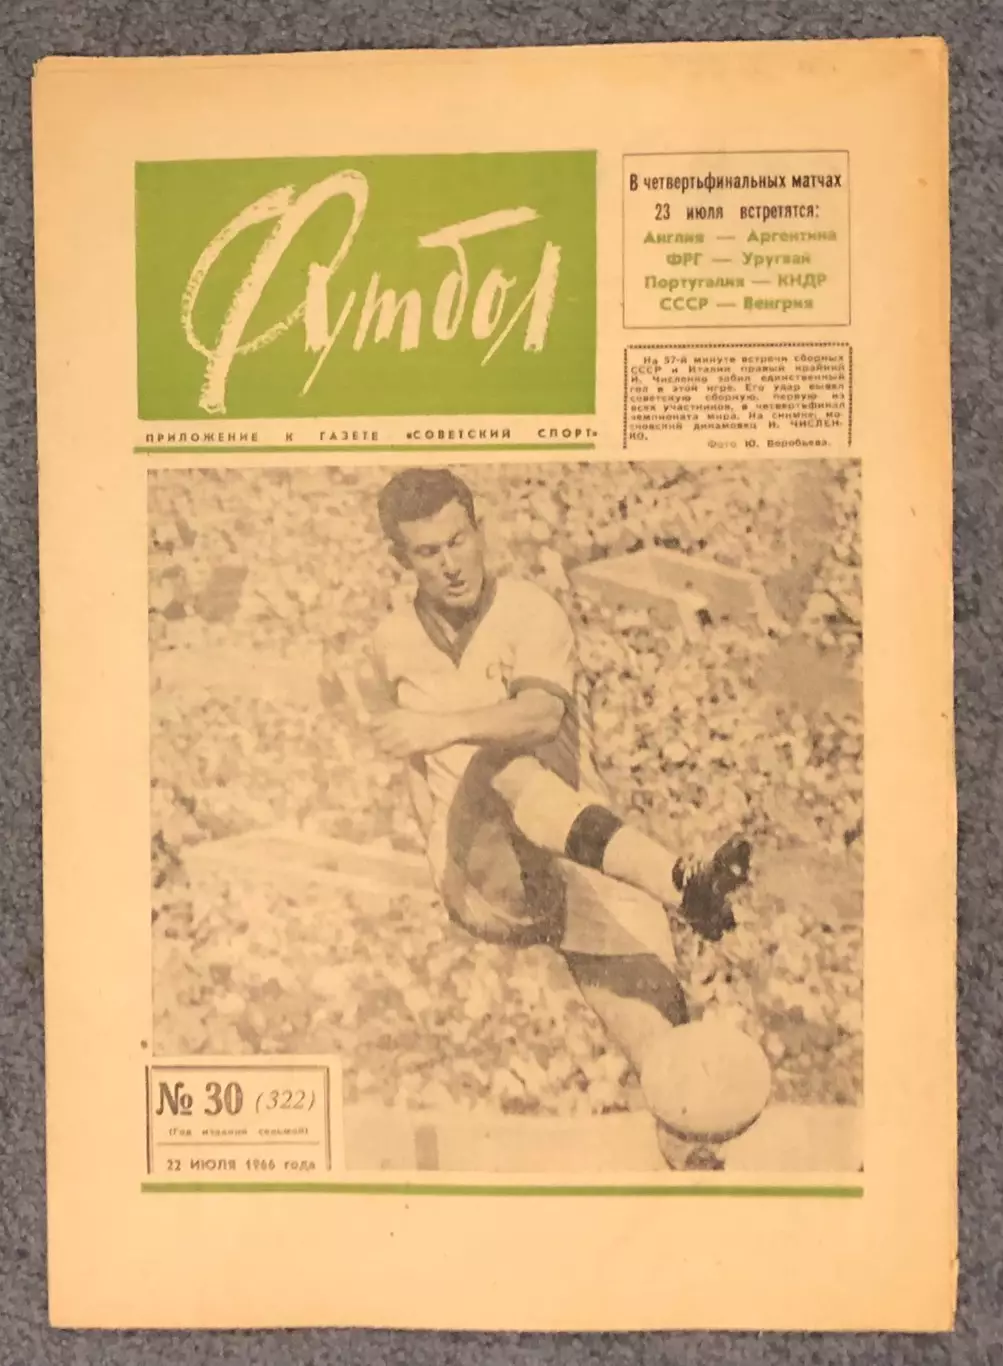 Футбол
ПРИЛОЖЕНИЕ К ГАЗЕТЕ «СОВЕТСКИЙ СПОРТ»
В четвертьфинальных матчах
23 июля встретятся:
Англия — Аргентина
ФРГ — Уругвай
Португалия — КНДР
СССР — Венгрия
На 57-й минуте встречи сборных
СССР и Италии правый крайний
И. Численко забил единственный
гол в этой игре. Его удар вывел
советскую сборную, первую из
всех участников, в четвертьфинал
чемпионата мира. На снимке: мо-
сковский динамовец И. ЧИСЛЕН-
КО.
Фото Ю. Воробьева.
№ 30 (322)
(Год издания седьмой)
22 ИЮЛЯ 1966 года